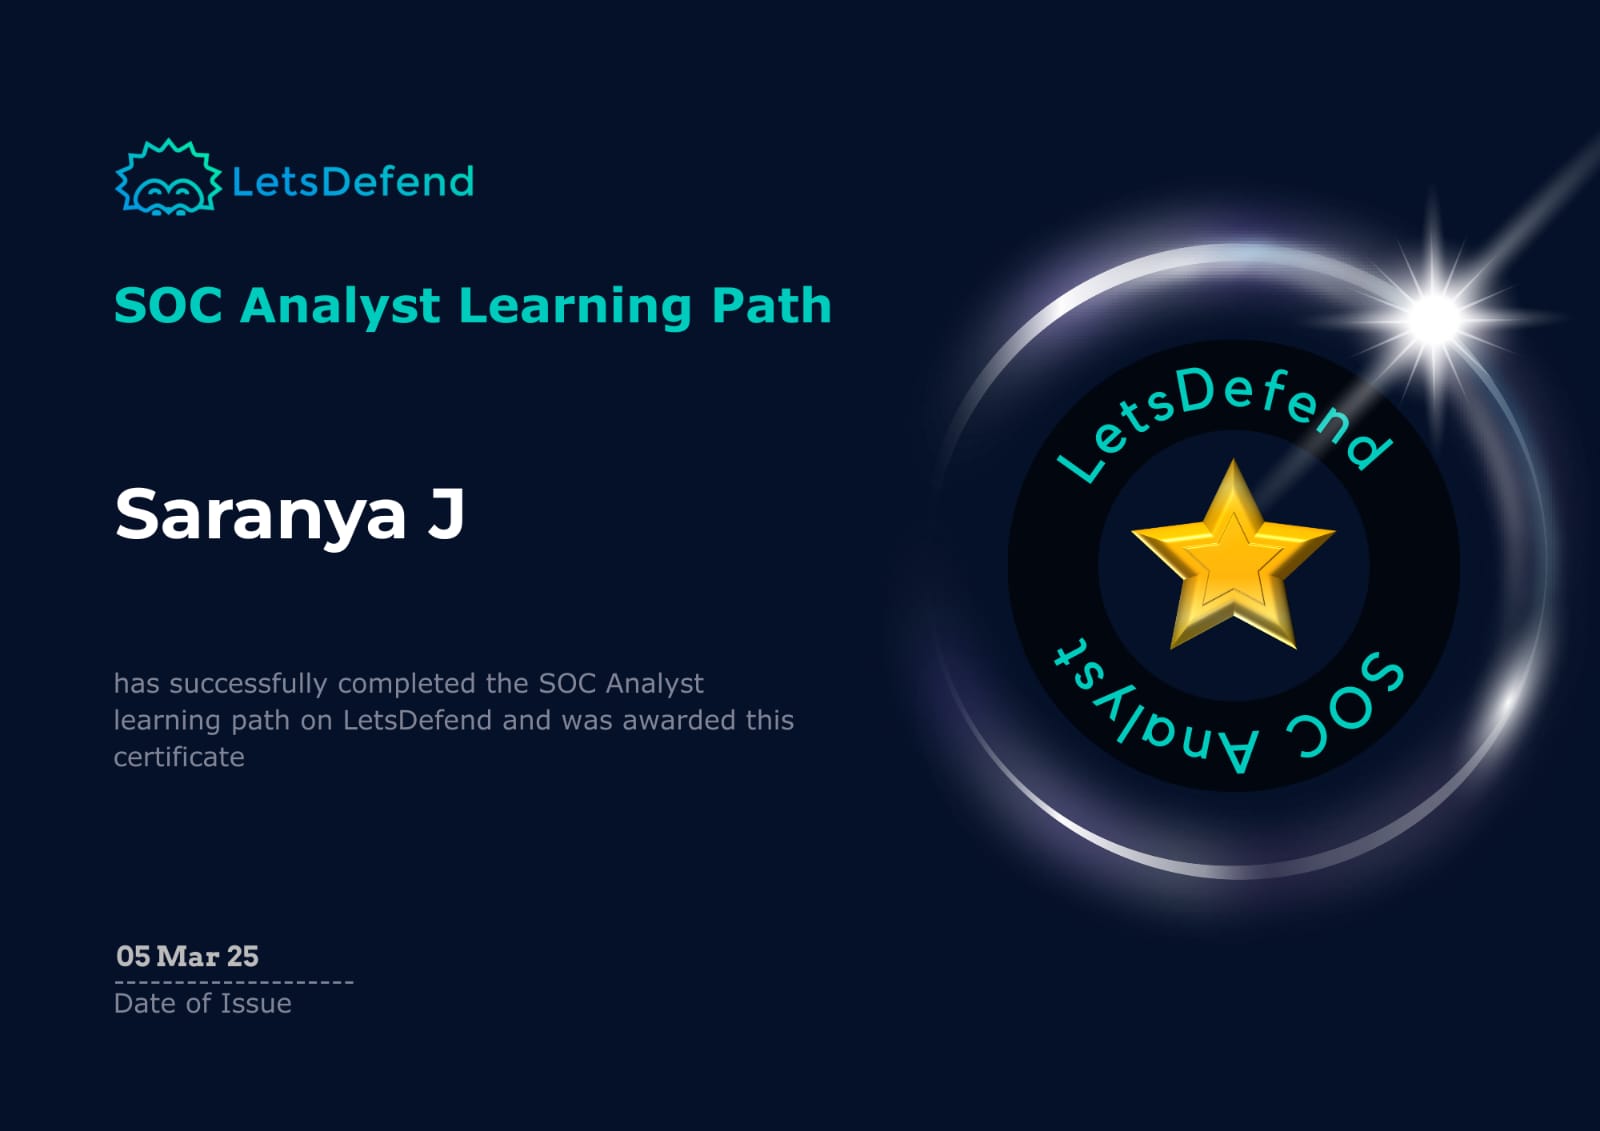 LetsDefend
SOC Analyst Learning Path
Saranya J
has successfully completed the SOC Analyst
learning path on LetsDefend and was awarded this
certificate
05 Mar 25
--------------------
Date of Issue
LetsDefend
SOC Analyst